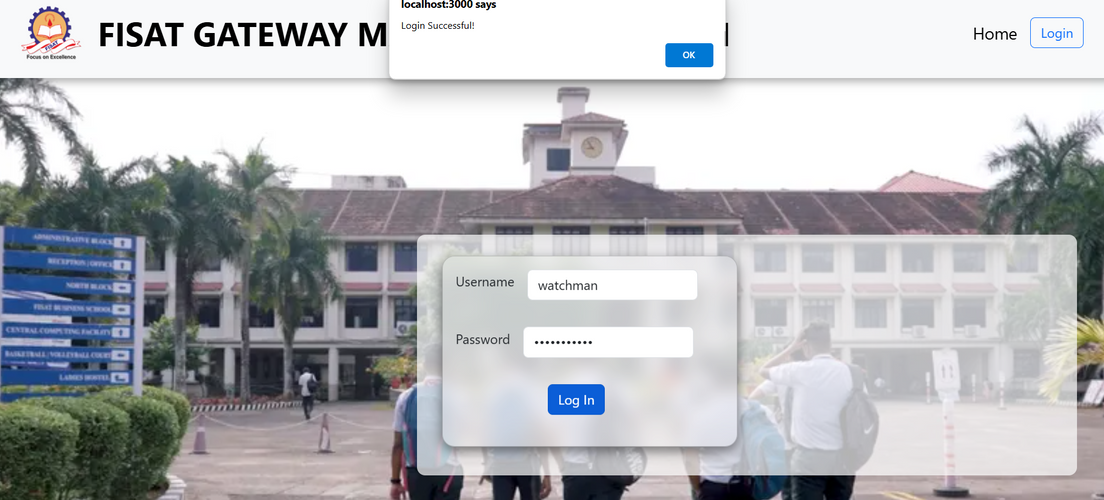 localhost:3000 says
Login Successful!
OK
FISAT
Focus on Excellence
FISAT GATEWAY M
Home
Login
ADMINISTRATIVE BLOCK
RECEPTION / OFFICE
NORTH BLOCK
FISAT BUSINESS SCHOOL
CENTRAL COMPUTING FACILITY
BASKETBALL / VOLLEYBALL COURT
LADIES HOSTEL
Username
watchman
Password
•••••••••••
Log In